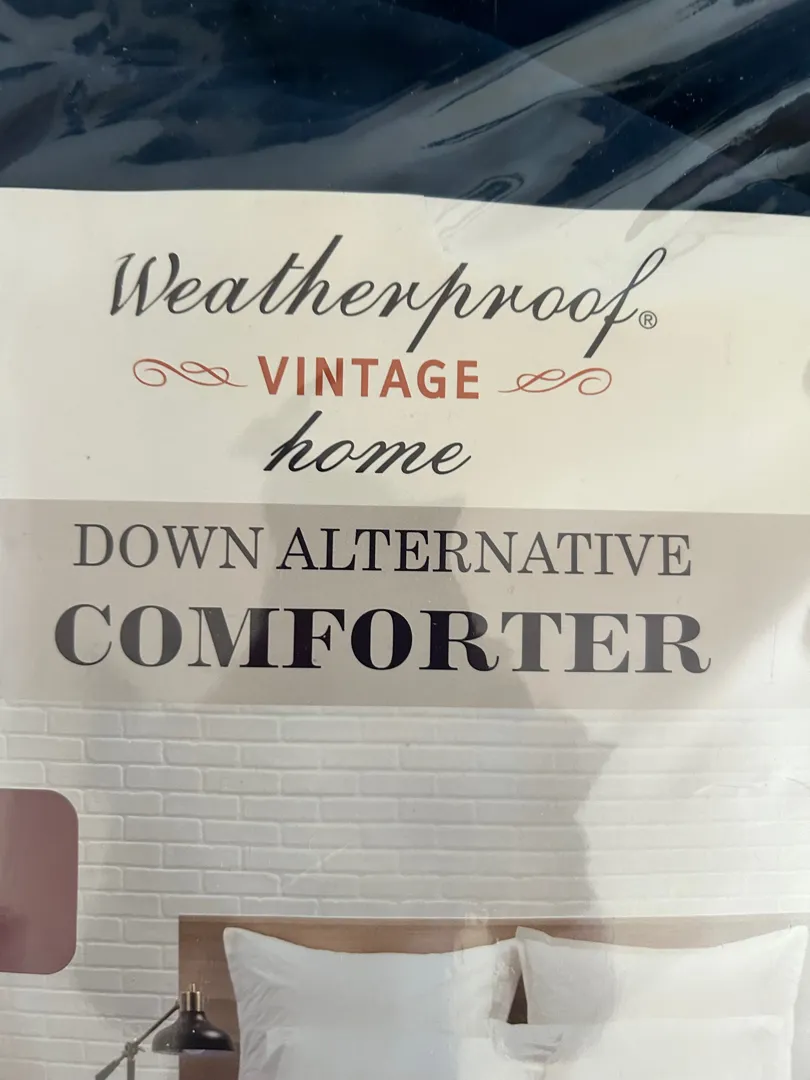 Weatherproof®
VINTAGE
home
DOWN ALTERNATIVE
COMFORTER